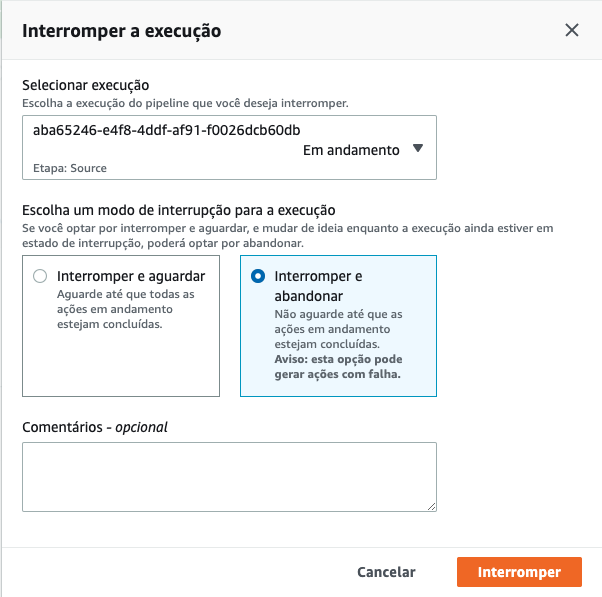 Interromper a execução
Selecionar execução
Escolha a execução do pipeline que você deseja interromper.
aba65246-e4f8-4ddf-af91-f0026dcb60db
Em andamento
Etapa: Source
Escolha um modo de interrupção para a execução
Se você optar por interromper e aguardar, e mudar de ideia enquanto a execução ainda estiver em
estado de interrupção, poderá optar por abandonar.
Interromper e aguardar
Aguarde até que todas as
ações em andamento
estejam concluídas.
Interromper e
abandonar
Não aguarde até que as
ações em andamento
estejam concluídas.
Aviso: esta opção pode
gerar ações com falha.
Comentários - opcional
Cancelar
Interromper